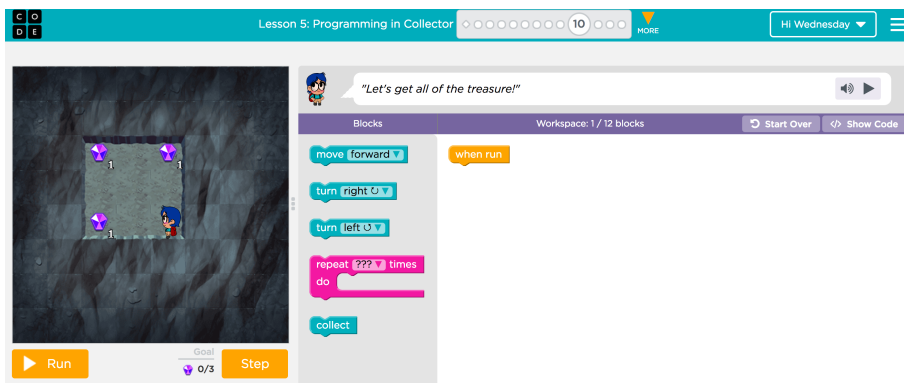 C O
D E
Lesson 5: Programming in Collector
10
MORE
Hi Wednesday
"Let's get all of the treasure!"
Blocks
Workspace: 1 / 12 blocks
Start Over
</> Show Code
move forward
when run
turn right ↻
turn left ↺
repeat ??? times
do
collect
1
1
1
Run
Goal
0/3
Step